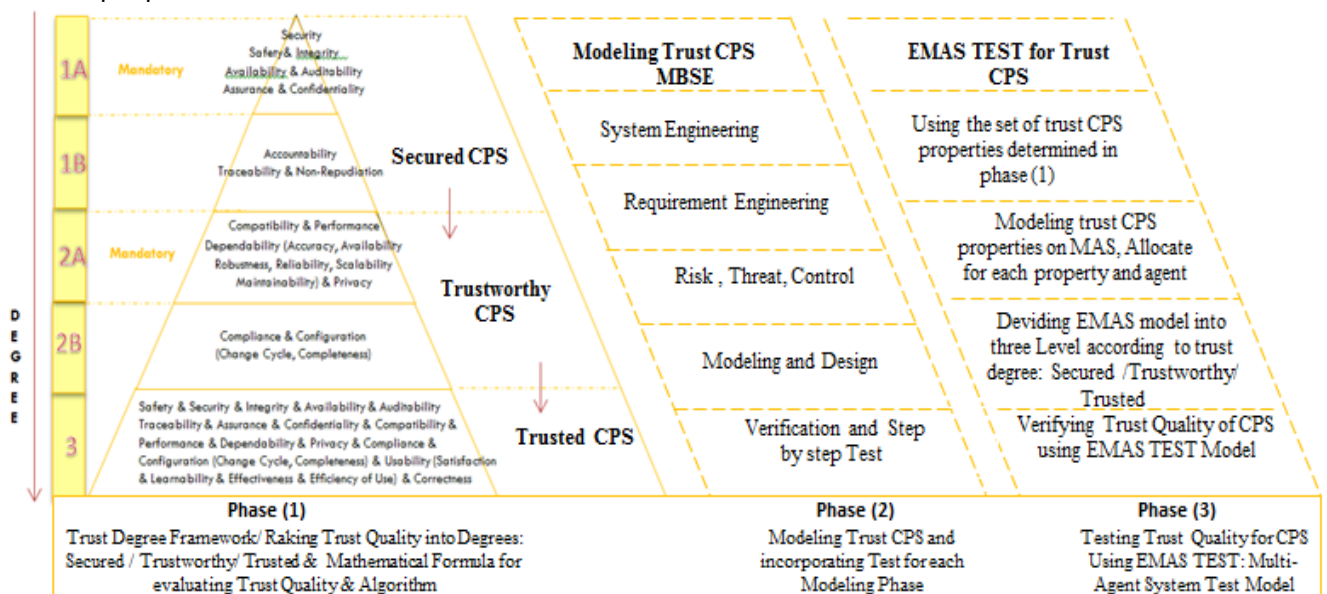 1A
Mandatory
Security
Safety& Integrity
Availability & Auditability
Assurance & Confidentiality
1B
Accountability
Traceability & Non-Repudiation
Secured CPS
2A
Mandatory
Compatibility & Performance
Dependability (Accuracy, Availability
Robustness, Reliability, Scalability
Maintainability) & Privacy
Trustworthy
CPS
2B
Compliance & Configuration
(Change Cycle, Completeness)
3
Safety & Security & Integrity & Availability & Auditability
Traceability & Assurance & Confidentiality & Compatibility &
Performance & Dependability & Privacy & Compliance &
Configuration (Change Cycle, Completeness) & Usability (Satisfaction
& Learnability & Effectiveness & Efficiency of Use) & Correctness
Trusted CPS
DEGREE
Modeling Trust CPS
MBSE
System Engineering
Requirement Engineering
Risk , Threat, Control
Modeling and Design
Verification and Step
by step Test
EMAS TEST for Trust
CPS
Using the set of trust CPS
properties determined in
phase (1)
Modeling trust CPS
properties on MAS, Allocate
for each property and agent
Deviding EMAS model into
three Level according to trust
degree: Secured /Trustworthy/
Trusted
Verifying Trust Quality of CPS
using EMAS TEST Model
Phase (1)
Trust Degree Framework/ Raking Trust Quality into Degrees:
Secured / Trustworthy/ Trusted & Mathematical Formula for
evaluating Trust Quality & Algorithm
Phase (2)
Modeling Trust CPS and
incorporating Test for each
Modeling Phase
Phase (3)
Testing Trust Quality for CPS
Using EMAS TEST: Multi-
Agent System Test Model